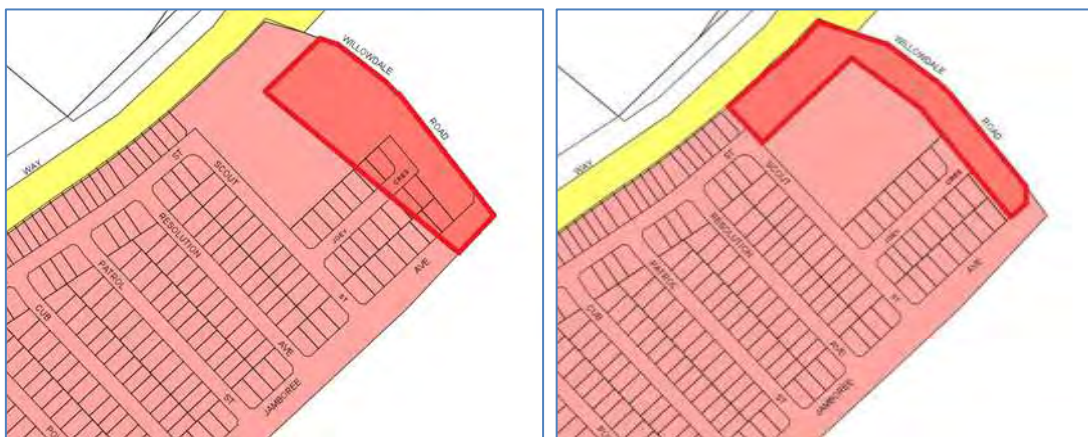 WILLOWDALE
ROAD
WAY
ST
SCOUT
CRES
JOEY
RESOLUTION
AVE
PATROL
ST
CUB
AVE
ST
JAMBOREE
WILLOWDALE
ROAD
WAY
ST
SCOUT
CRES
JOEY
RESOLUTION
AVE
PATROL
ST
CUB
AVE
ST
JAMBOREE